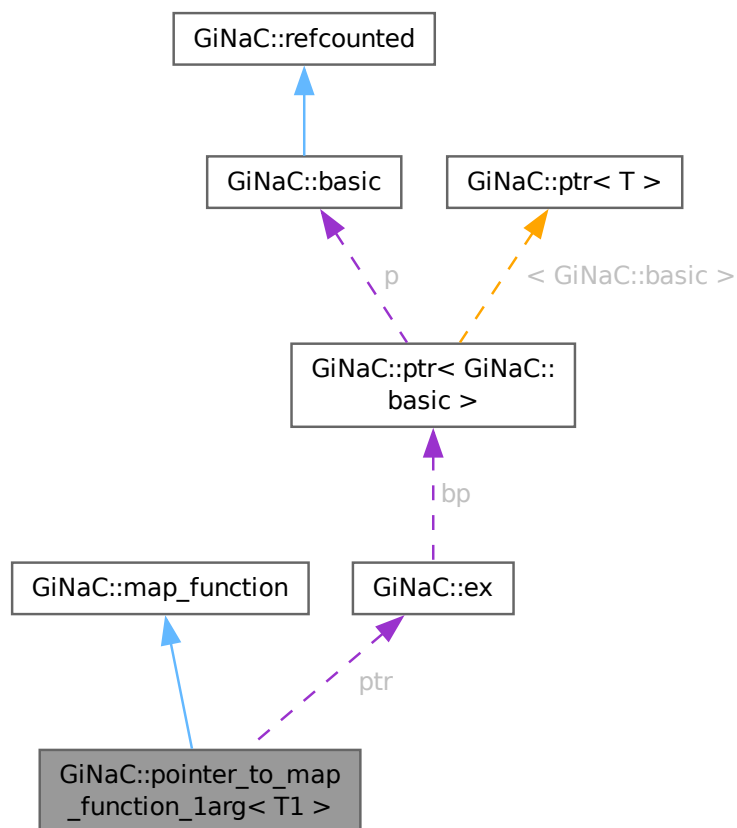 GiNaC::refcounted
GiNaC::basic
GiNaC::ptr< T >
p
< GiNaC::basic >
GiNaC::ptr< GiNaC::
basic >
bp
GiNaC::map_function
GiNaC::ex
ptr
GiNaC::pointer_to_map
_function_1arg< T1 >